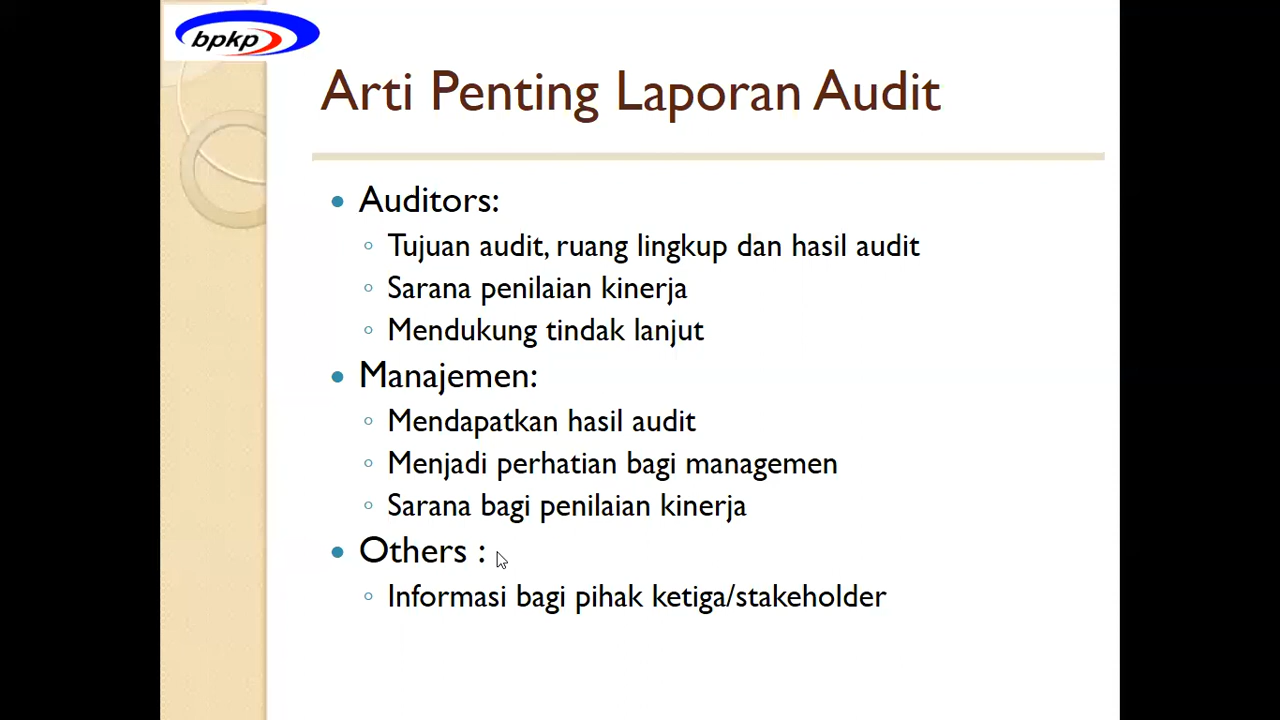 bpkp
Arti Penting Laporan Audit
Auditors:
Tujuan audit, ruang lingkup dan hasil audit
Sarana penilaian kinerja
Mendukung tindak lanjut
Manajemen:
Mendapatkan hasil audit
Menjadi perhatian bagi managemen
Sarana bagi penilaian kinerja
Others :
Informasi bagi pihak ketiga/stakeholder